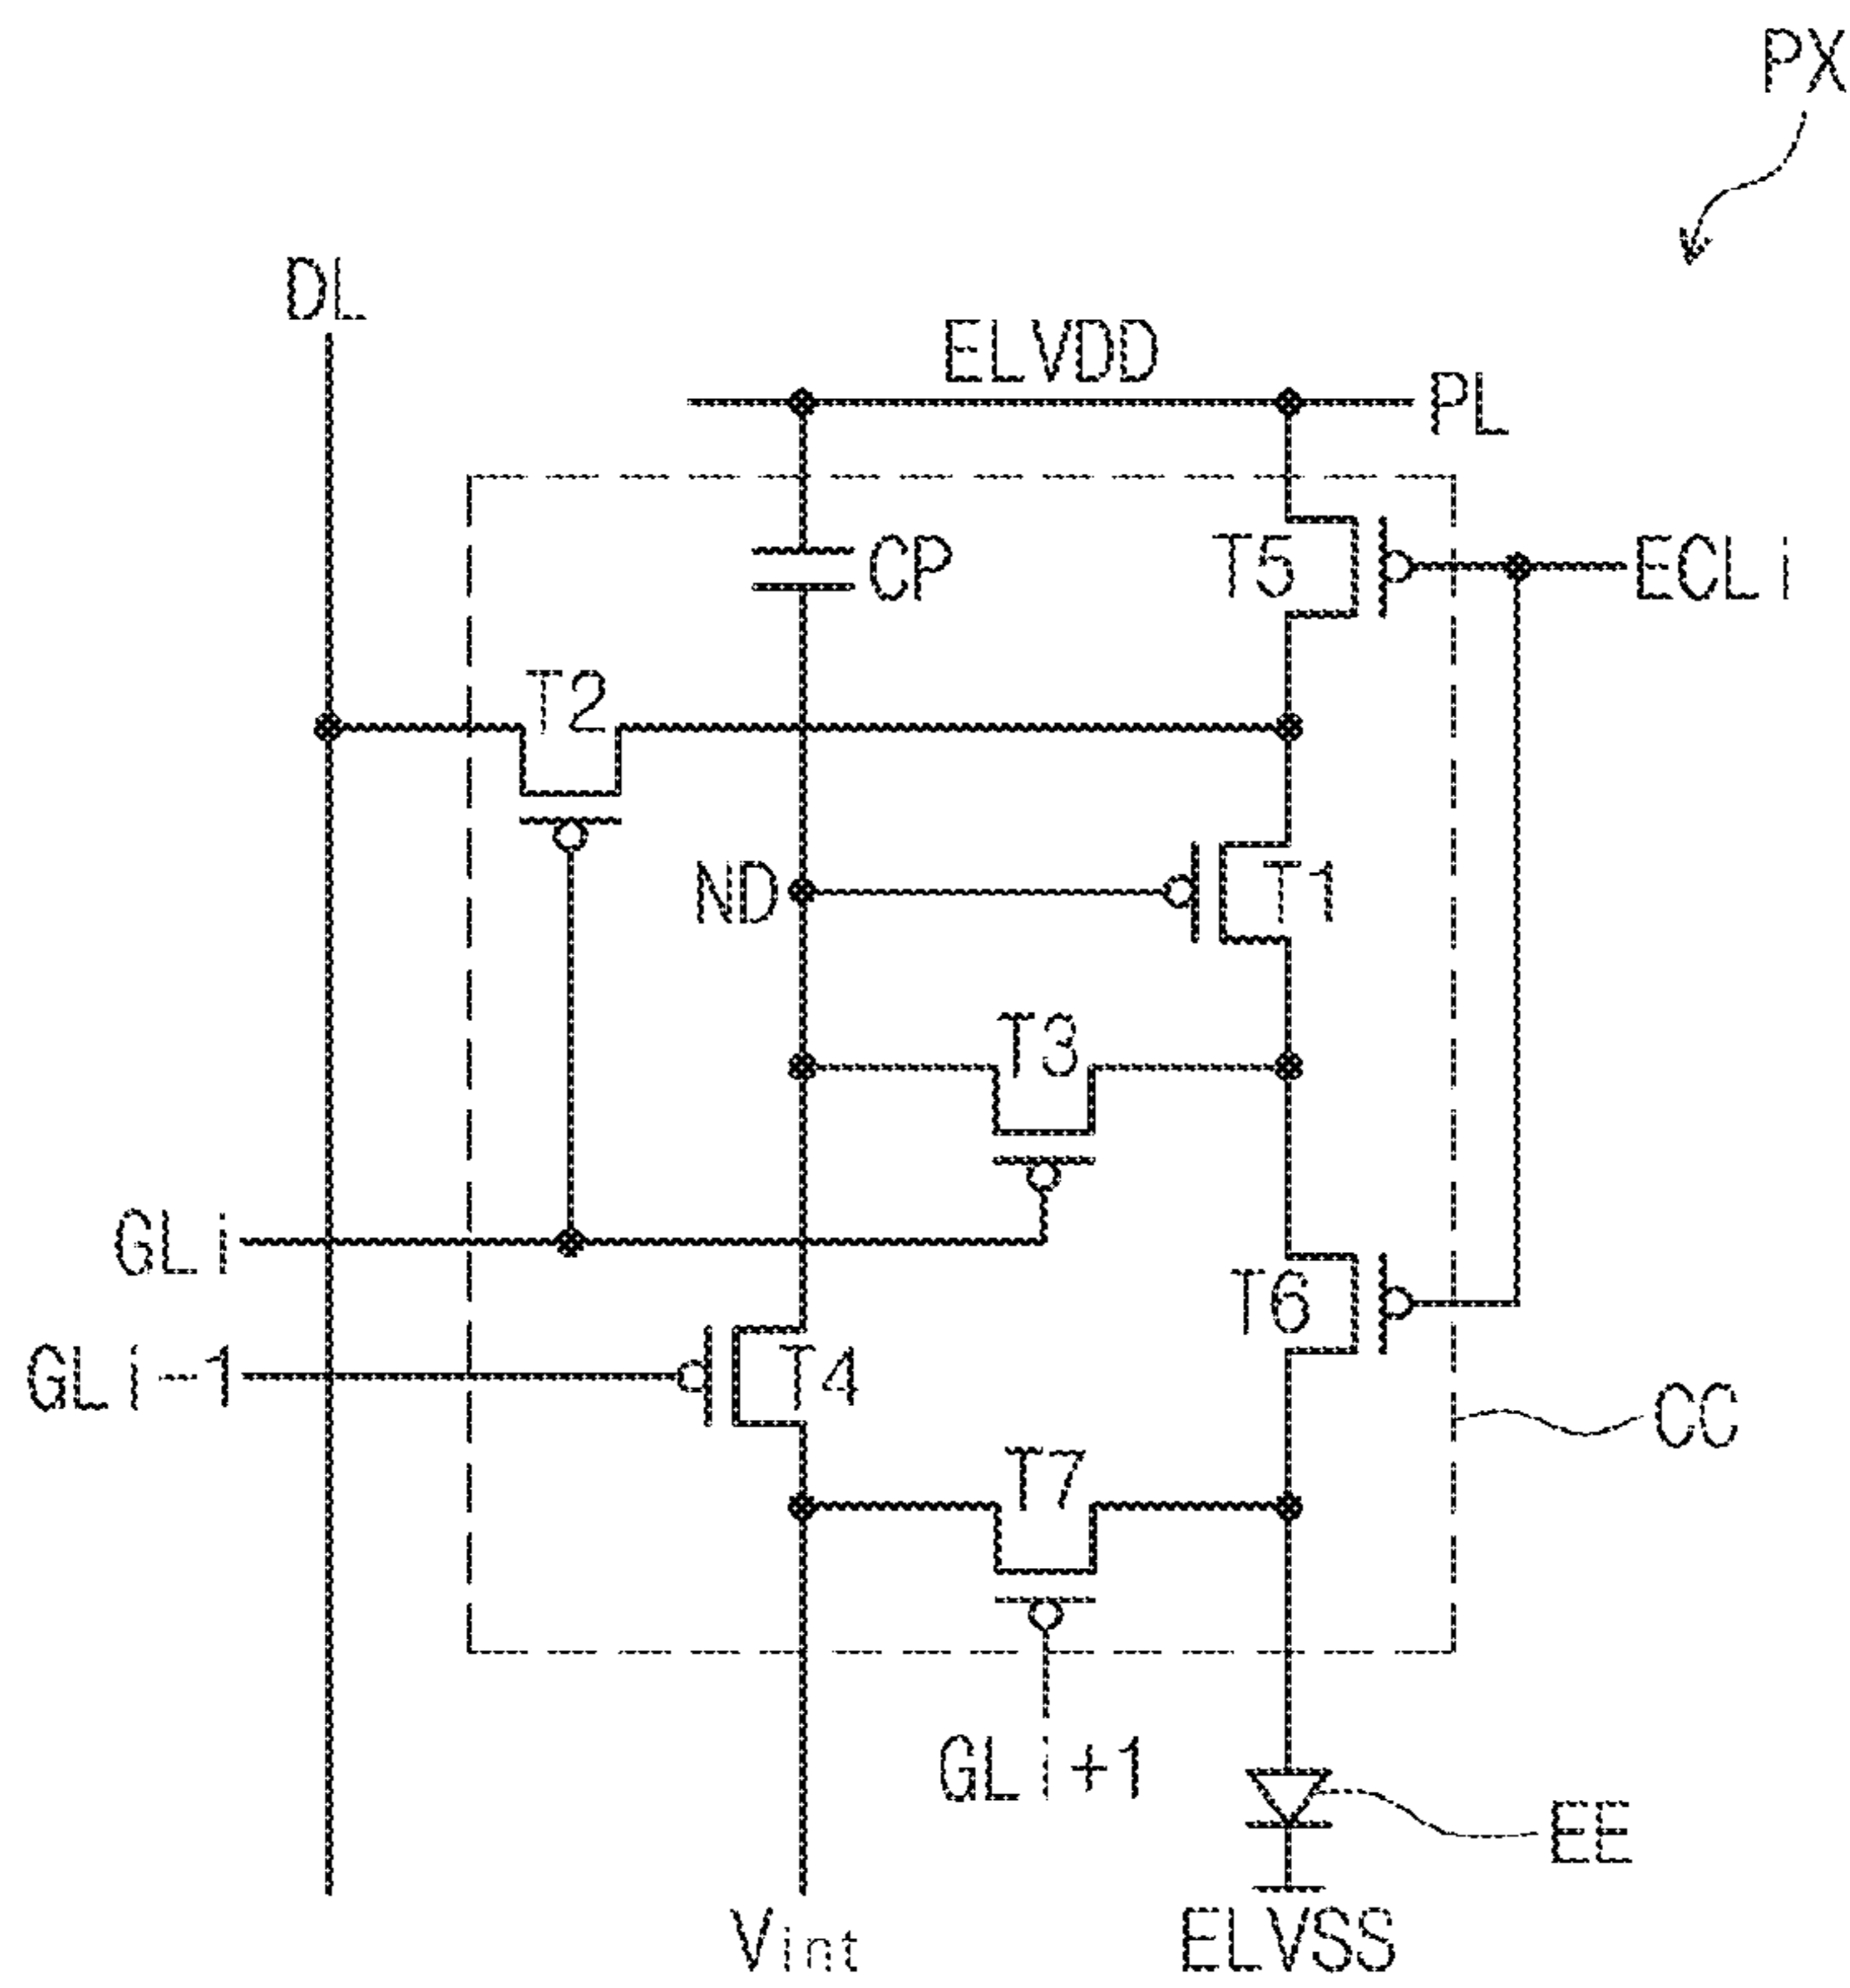 PX
DL
ELVDD
PL
CP
T5
ECLi
T2
ND
T1
T3
GLi
T6
GLi-1
T4
CC
T7
GLi+1
EE
Vint
ELVSS